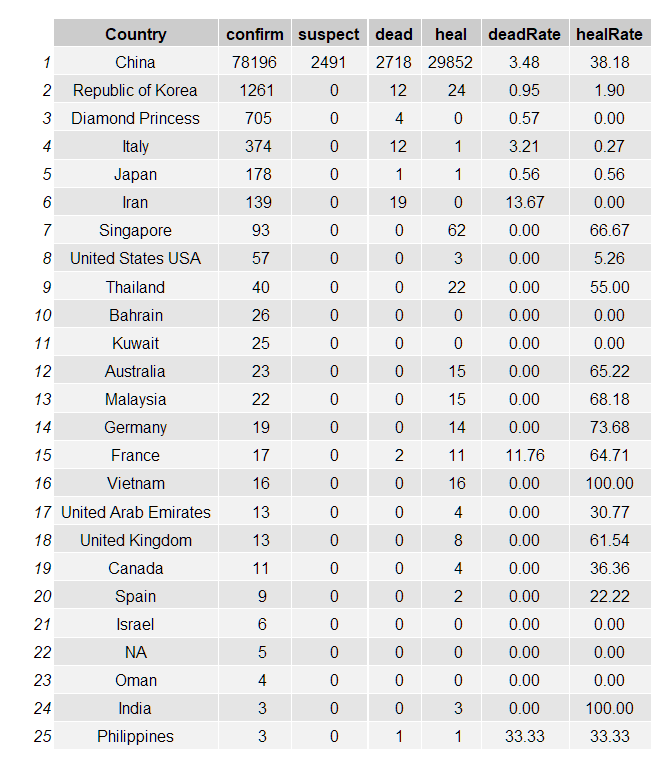 Country confirm suspect dead heal deadRate healRate
1 China 78196 2491 2718 29852 3.48 38.18
2 Republic of Korea 1261 0 12 24 0.95 1.90
3 Diamond Princess 705 0 4 0 0.57 0.00
4 Italy 374 0 12 1 3.21 0.27
5 Japan 178 0 1 1 0.56 0.56
6 Iran 139 0 19 0 13.67 0.00
7 Singapore 93 0 0 62 0.00 66.67
8 United States USA 57 0 0 3 0.00 5.26
9 Thailand 40 0 0 22 0.00 55.00
10 Bahrain 26 0 0 0 0.00 0.00
11 Kuwait 25 0 0 0 0.00 0.00
12 Australia 23 0 0 15 0.00 65.22
13 Malaysia 22 0 0 15 0.00 68.18
14 Germany 19 0 0 14 0.00 73.68
15 France 17 0 2 11 11.76 64.71
16 Vietnam 16 0 0 16 0.00 100.00
17 United Arab Emirates 13 0 0 4 0.00 30.77
18 United Kingdom 13 0 0 8 0.00 61.54
19 Canada 11 0 0 4 0.00 36.36
20 Spain 9 0 0 2 0.00 22.22
21 Israel 6 0 0 0 0.00 0.00
22 NA 5 0 0 0 0.00 0.00
23 Oman 4 0 0 0 0.00 0.00
24 India 3 0 0 3 0.00 100.00
25 Philippines 3 0 1 1 33.33 33.33